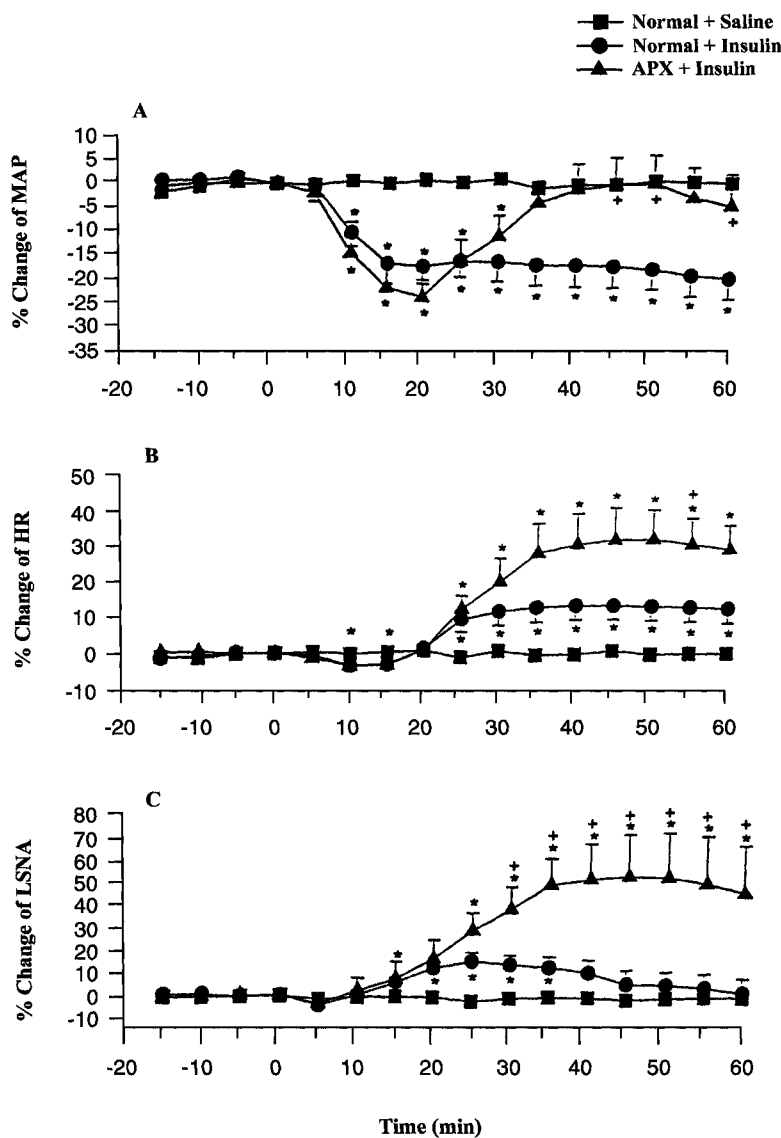 Normal + Saline
Normal + Insulin
APX + Insulin
A
% Change of MAP
10
5
0
-5
-10
-15
-20
-25
-30
-35
-20 -10 0 10 20 30 40 50 60
B
% Change of HR
50
40
30
20
10
0
-10
-20 -10 0 10 20 30 40 50 60
C
% Change of LSNA
80
70
60
50
40
30
20
10
0
-10
-20 -10 0 10 20 30 40 50 60
Time (min)